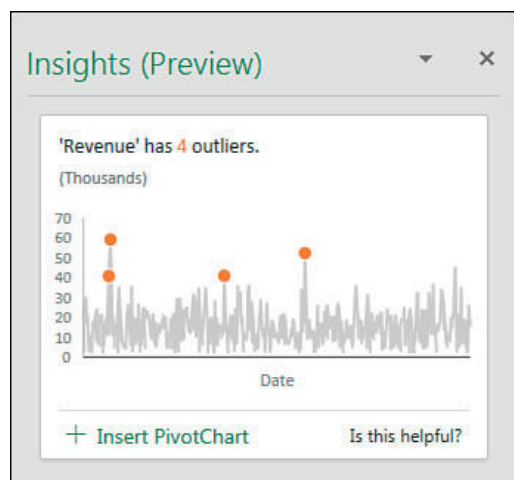 Insights (Preview)
'Revenue' has 4 outliers.
(Thousands)
70
60
50
40
30
20
10
0
Date
+ Insert PivotChart Is this helpful?